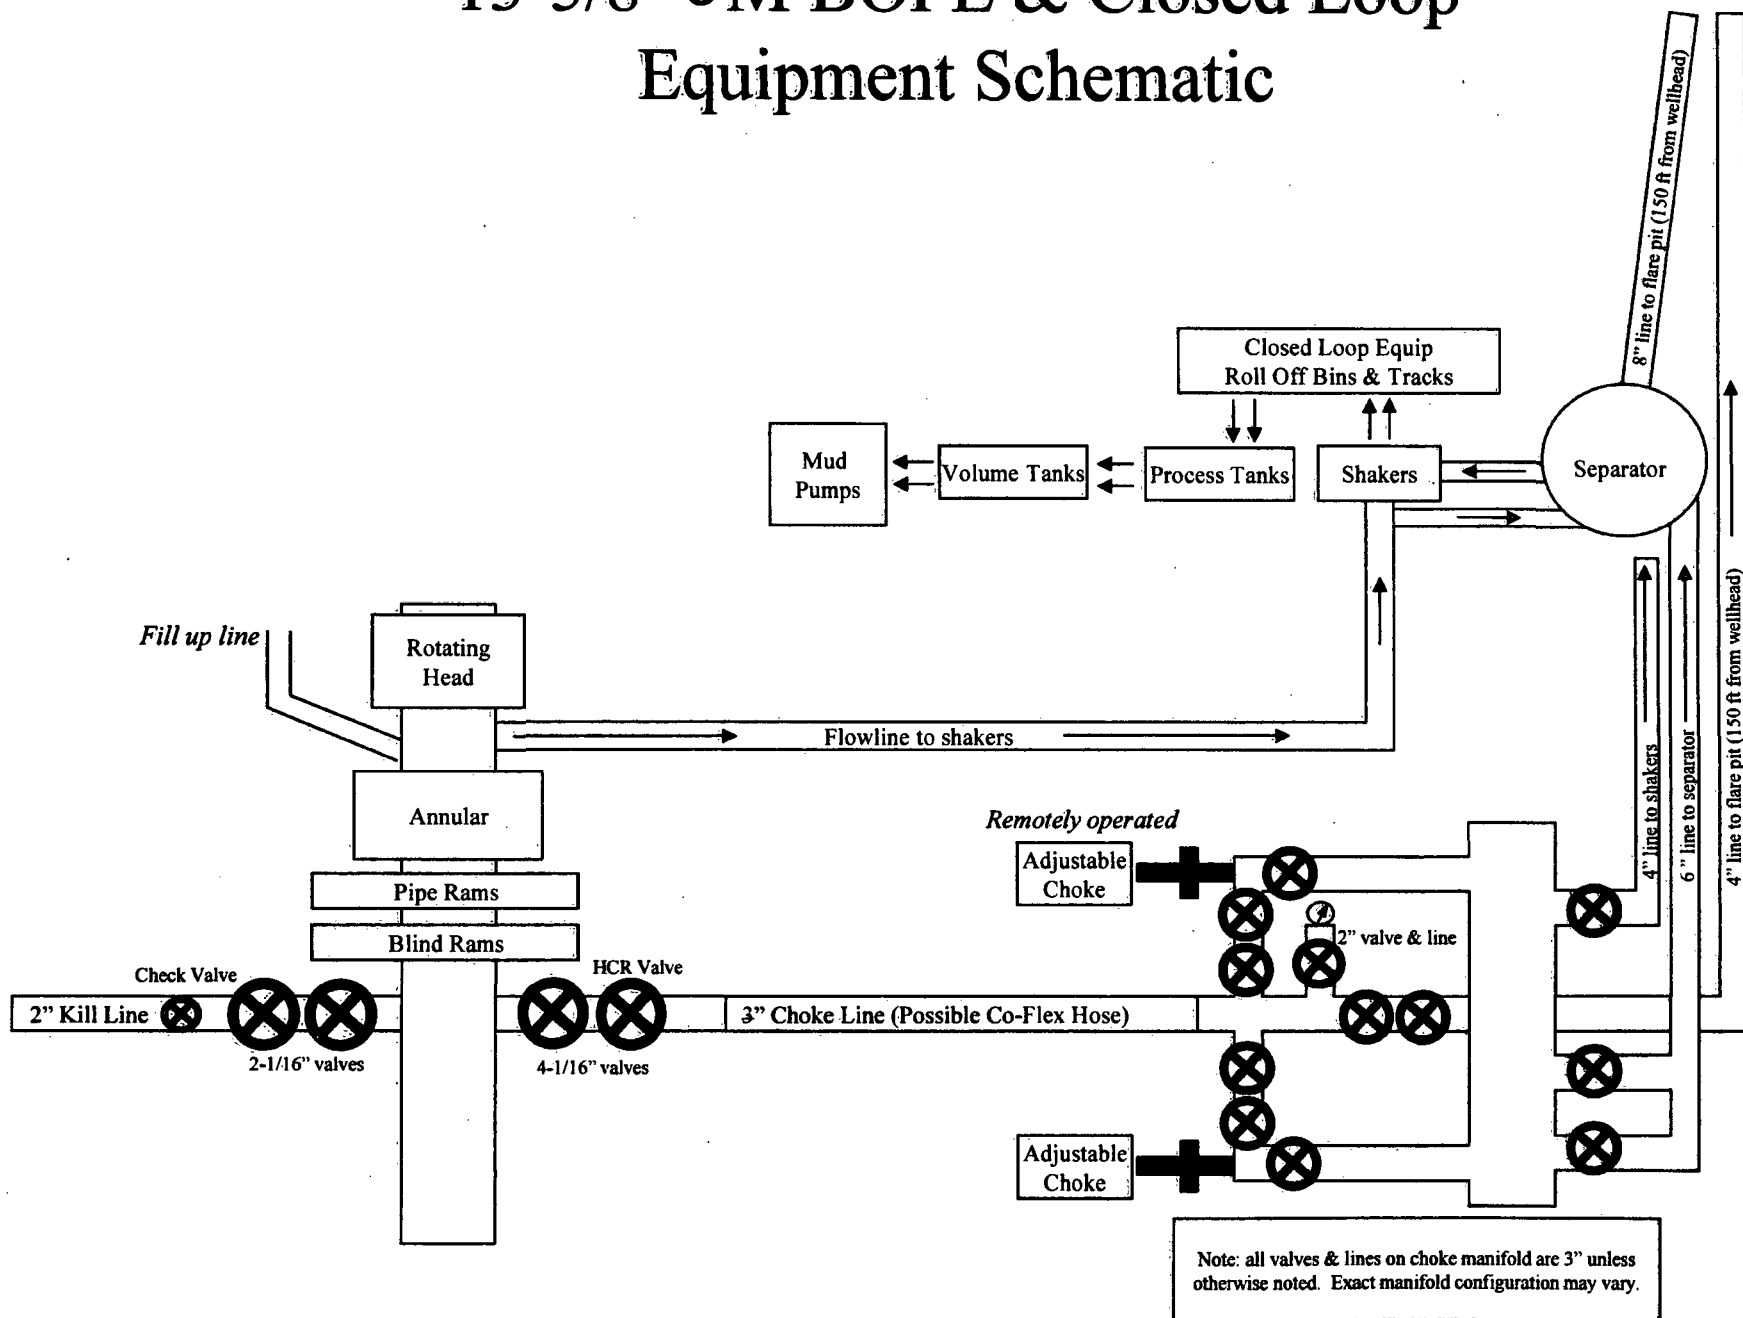 BOPE & Closed Loop
Equipment Schematic
8" line to flare pit (150 ft from wellhead)
Closed Loop Equip
Roll Off Bins & Tracks
Mud
Pumps
Volume Tanks
Process Tanks
Shakers
Separator
Fill up line
Rotating
Head
Flowline to shakers
Annular
Pipe Rams
Blind Rams
Remotely operated
Adjustable
Choke
2" valve & line
4" line to shakers
6" line to separator
4" line to flare pit (150 ft from wellhead)
Check Valve
HCR Valve
2" Kill Line
3" Choke Line (Possible Co-Flex Hose)
2-1/16" valves
4-1/16" valves
Adjustable
Choke
Note: all valves & lines on choke manifold are 3" unless
otherwise noted. Exact manifold configuration may vary.